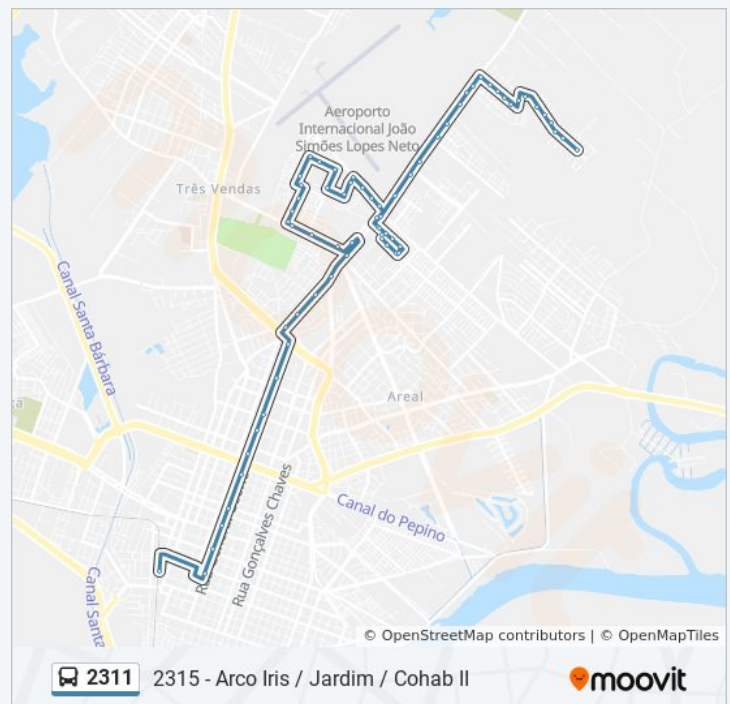 Aeroporto
Internacional João
Simões Lopes Neto
Três Vendas
Canal Santa Bárbara
Areal
Canal do Pepino
Rua Gonçalves Chaves
Canal Santa
© OpenStreetMap contributors | © OpenMapTiles
2311 2315 - Arco Iris / Jardim / Cohab II
moovit